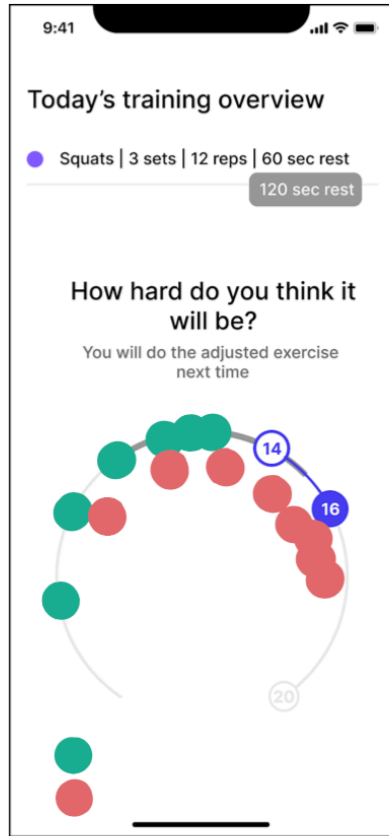 9:41
Today's training overview
Squats | 3 sets | 12 reps | 60 sec rest
120 sec rest
How hard do you think it
will be?
You will do the adjusted exercise
next time
14
16
20